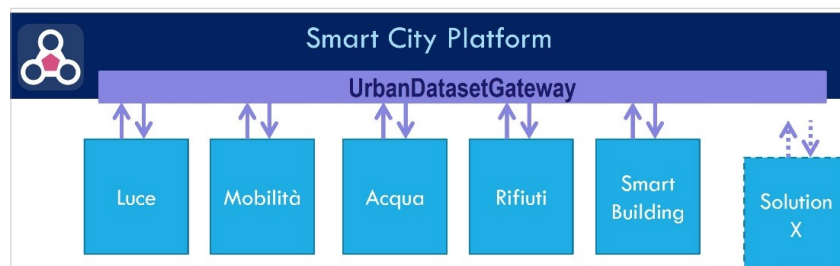 Smart City Platform
UrbanDatasetGateway
Luce
Mobilità
Acqua
Rifiuti
Smart
Building
Solution
X